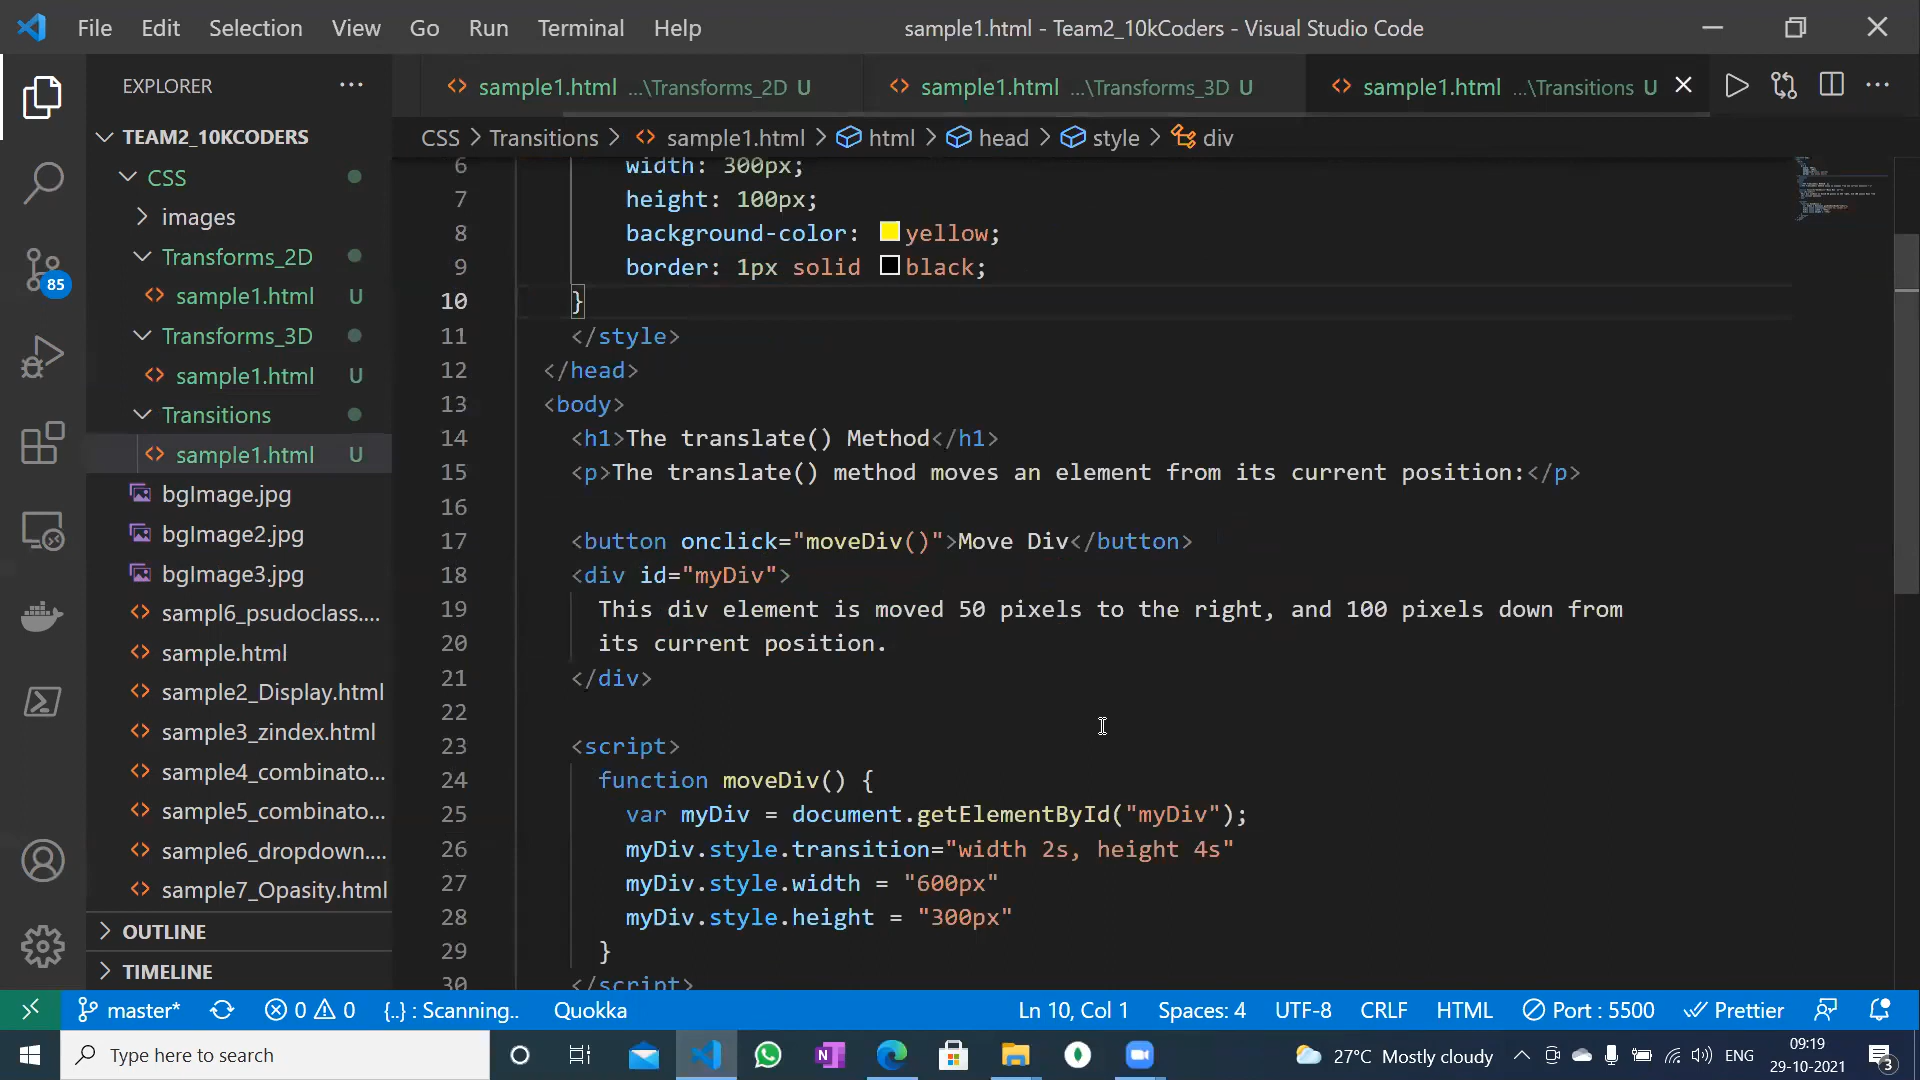 File Edit Selection View Go Run Terminal Help
sample1.html - Team2_10kCoders - Visual Studio Code
EXPLORER
sample1.html ...\Transforms_2D U
sample1.html ...\Transforms_3D U
sample1.html ...\Transitions U
CSS > Transitions > sample1.html > html > head > style > div
TEAM2_10KCODERS
CSS
images
Transforms_2D
sample1.html U
Transforms_3D
sample1.html U
Transitions
sample1.html U
bgImage.jpg
bgImage2.jpg
bgImage3.jpg
sampl6_psudoclass....
sample.html
sample2_Display.html
sample3_zindex.html
sample4_combinato...
sample5_combinato...
sample6_dropdown....
sample7_Opasity.html
OUTLINE
TIMELINE
85
6 width: 300px;
7 height: 100px;
8 background-color: yellow;
9 border: 1px solid black;
10 }
11 </style>
12 </head>
13 <body>
14 <h1>The translate() Method</h1>
15 <p>The translate() method moves an element from its current position:</p>
16
17 <button onclick="moveDiv()">Move Div</button>
18 <div id="myDiv">
19 This div element is moved 50 pixels to the right, and 100 pixels down from
20 its current position.
21 </div>
22
23 <script>
24 function moveDiv() {
25 var myDiv = document.getElementById("myDiv");
26 myDiv.style.transition="width 2s, height 4s"
27 myDiv.style.width = "600px"
28 myDiv.style.height = "300px"
29 }
30 </script>
master* 0 0 {..} : Scanning.. Quokka
Ln 10, Col 1 Spaces: 4 UTF-8 CRLF HTML Port : 5500 Prettier
Type here to search
27°C Mostly cloudy ENG
09:19
29-10-2021
3